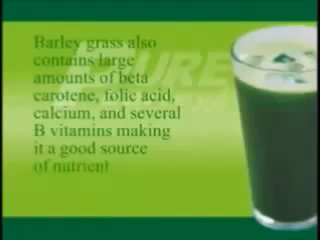 Barley grass also
contains large
amounts of beta
carotene, folic acid,
calcium, and several
B vitamins making
it a good source
of nutrient